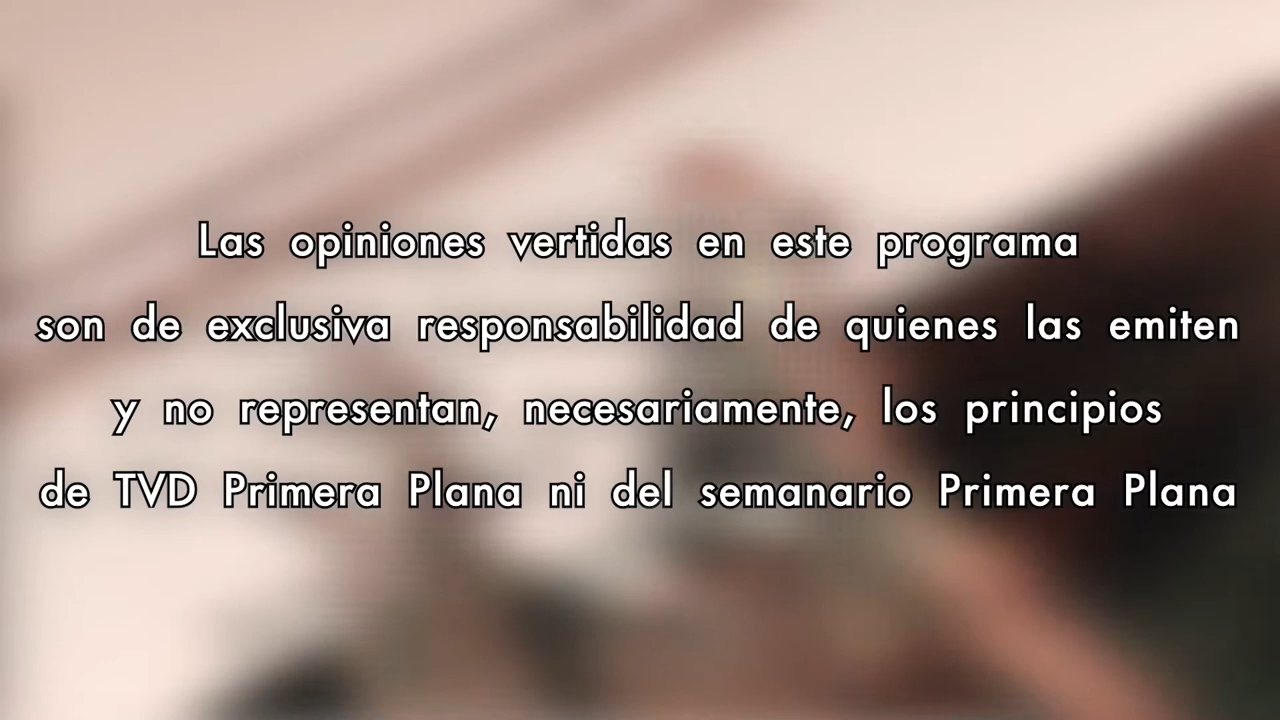 Las opiniones vertidas en este programa
son de exclusiva responsabilidad de quienes las emiten
y no representan, necesariamente, los principios
de TVD Primera Plana ni del semanario Primera Plana